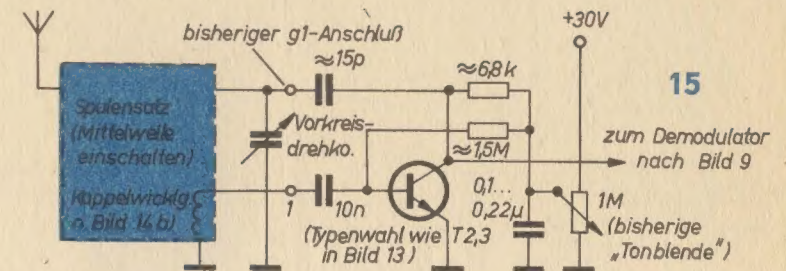 +30V
bisheriger g1-Anschluß
≈15p
≈6,8k
15
Spulensatz
(Mittelwelle
einschalten)
Vorkreis-
drehko.
≈1,5M
zum Demodulator
nach Bild 9
Koppelwicklg.
n. Bild 14 b)
1
10n
0,1...
0,22µ
1M
(bisherige
„Tonblende")
(Typenwahl wie T2,3
in Bild 13)